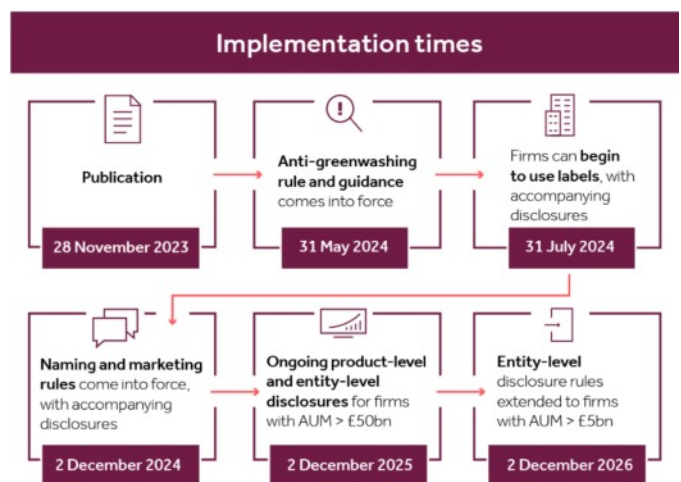 Implementation times
Publication
28 November 2023
Anti-greenwashing
rule and guidance
comes into force
31 May 2024
Firms can begin
to use labels, with
accompanying
disclosures
31 July 2024
Naming and marketing
rules come into force,
with accompanying
disclosures
2 December 2024
Ongoing product-level
and entity-level
disclosures for firms
with AUM > £50bn
2 December 2025
Entity-level
disclosure rules
extended to firms
with AUM > £5bn
2 December 2026